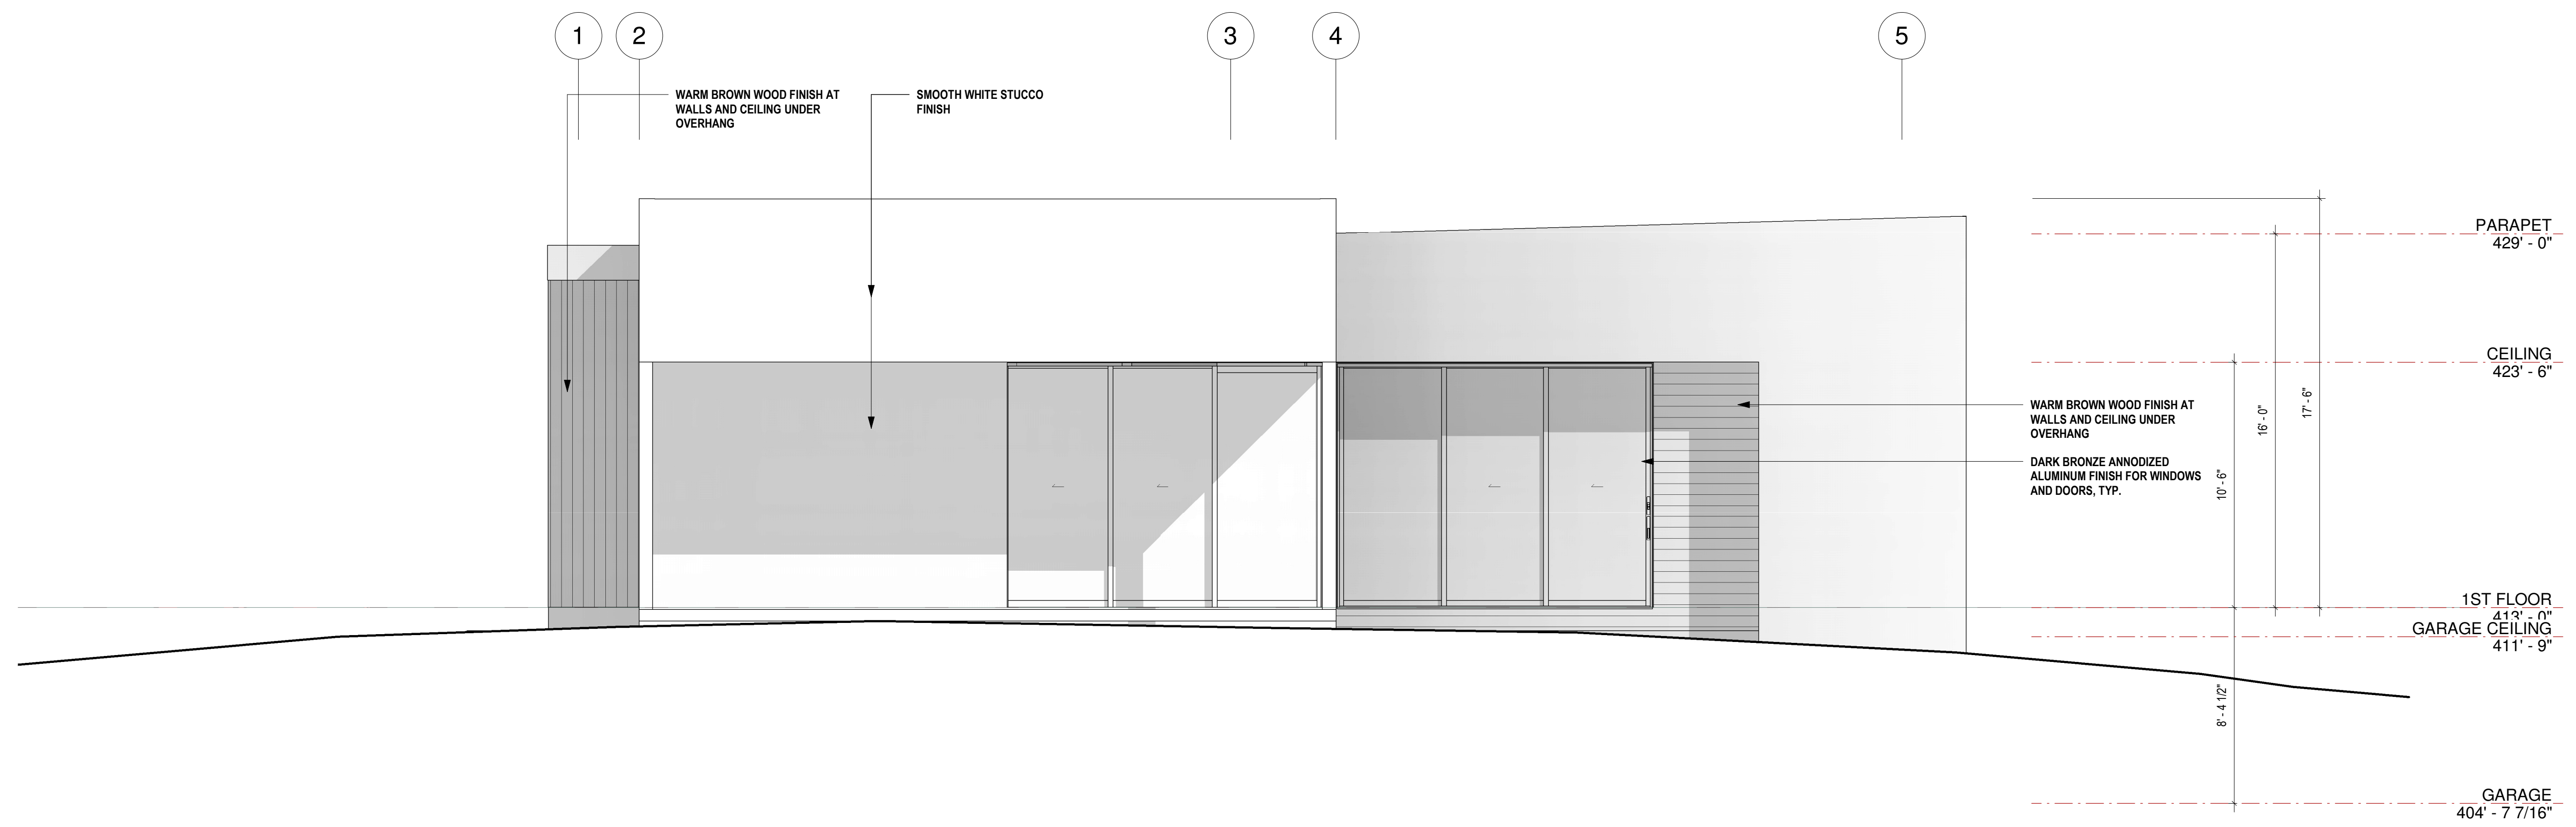 1 2 3 4 5
WARM BROWN WOOD FINISH AT
WALLS AND CEILING UNDER
OVERHANG
SMOOTH WHITE STUCCO
FINISH
PARAPET
429' - 0"
CEILING
423' - 6"
17' - 6"
16' - 0"
10' - 6"
WARM BROWN WOOD FINISH AT
WALLS AND CEILING UNDER
OVERHANG
DARK BRONZE ANNODIZED
ALUMINUM FINISH FOR WINDOWS
AND DOORS, TYP.
1ST FLOOR
413' - 0"
GARAGE CEILING
411' - 9"
8' - 4 1/2"
GARAGE
404' - 7 7/16"